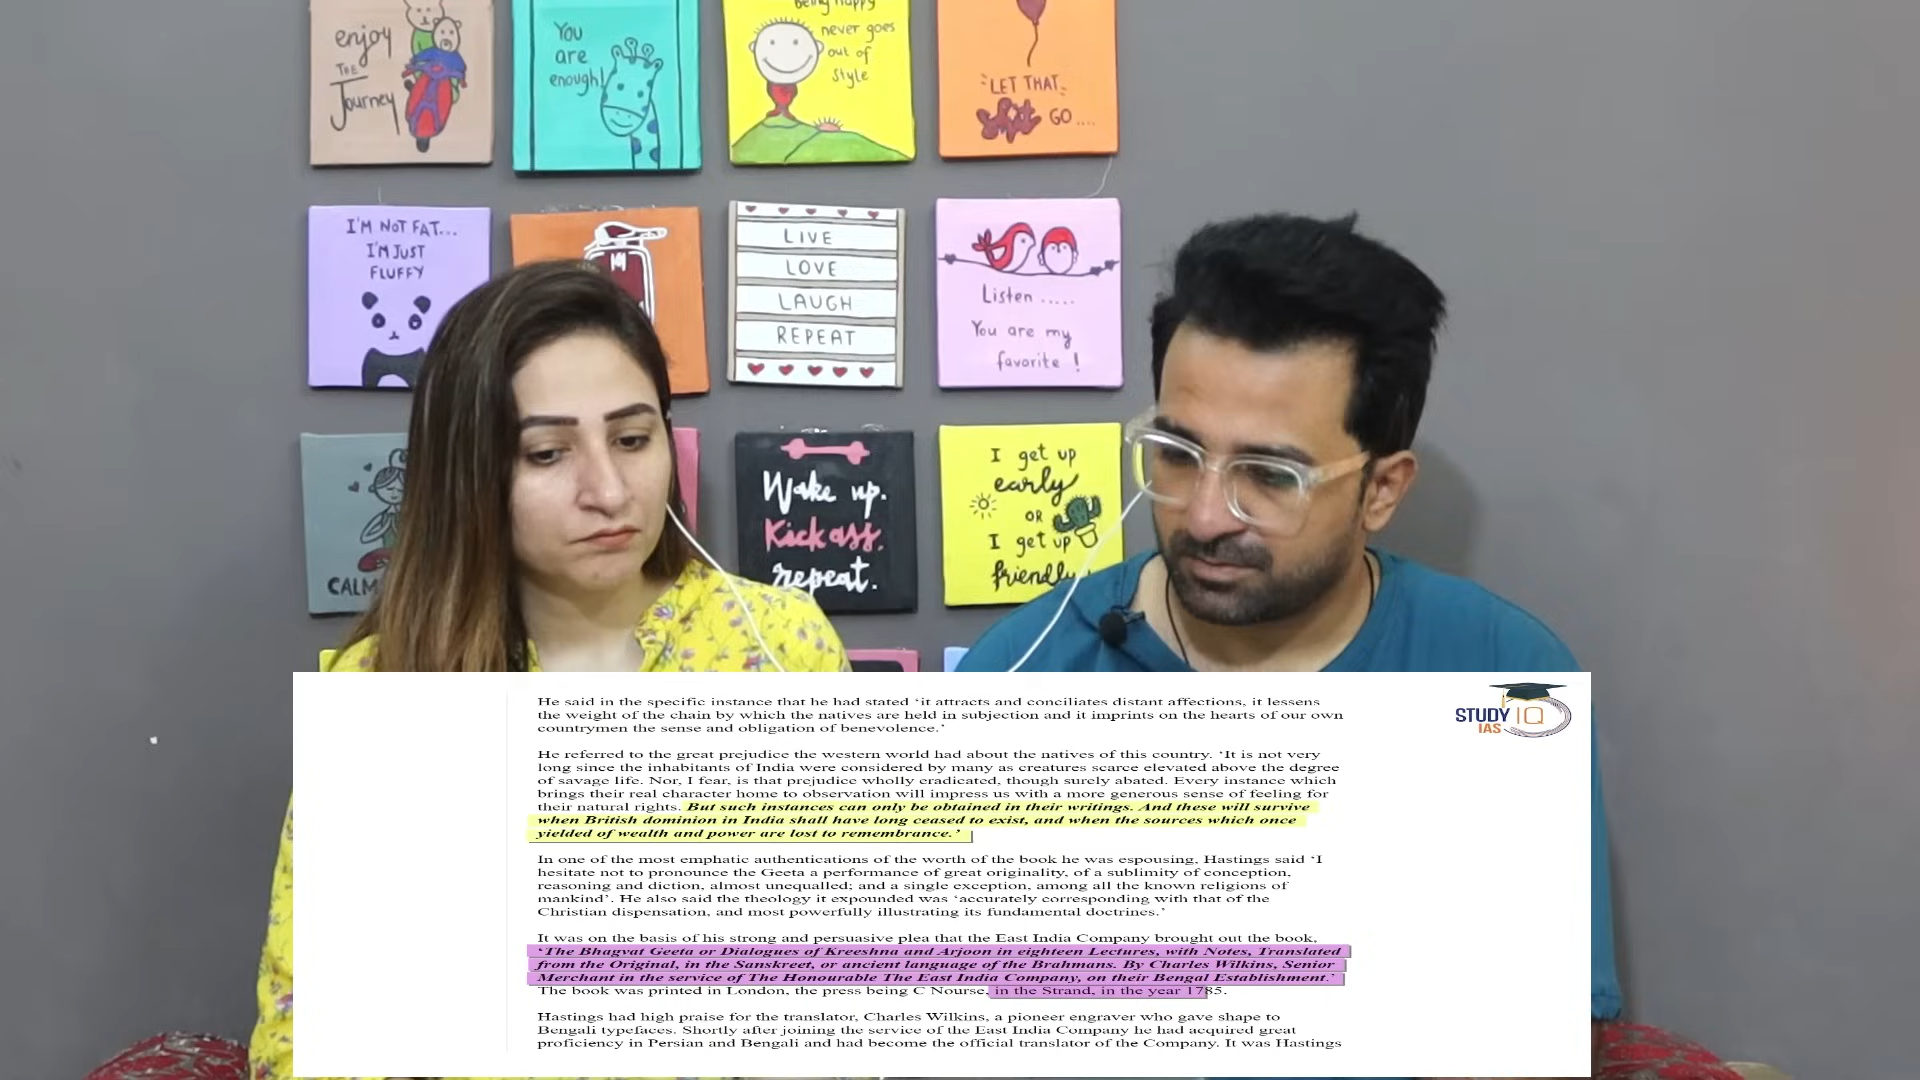 enjoy
THE
Journey
You
are
enough!
being happy
never goes
out of
style
LET THAT
GO ....
I'M NOT FAT...
I'M JUST
FLUFFY
LIVE
LOVE
LAUGH
REPEAT
Listen .....
You are my
favorite !
CALM
Wake up.
Kick ass.
repeat.
I get up
early
OR
I get up
friendly
STUDY IQ
IAS
He said in the specific instance that he had stated ‘it attracts and conciliates distant affections, it lessens
the weight of the chain by which the natives are held in subjection and it imprints on the hearts of our own
countrymen the sense and obligation of benevolence.’
He referred to the great prejudice the western world had about the natives of this country. ‘It is not very
long since the inhabitants of India were considered by many as creatures scarce elevated above the degree
of savage life. Nor, I fear, is that prejudice wholly eradicated, though surely abated. Every instance which
brings their real character home to observation will impress us with a more generous sense of feeling for
their natural rights. But such instances can only be obtained in their writings. And these will survive
when British dominion in India shall have long ceased to exist, and when the sources which once
yielded of wealth and power are lost to remembrance.’
In one of the most emphatic authentications of the worth of the book he was espousing, Hastings said ‘I
hesitate not to pronounce the Geeta a performance of great originality, of a sublimity of conception,
reasoning and diction, almost unequalled; and a single exception, among all the known religions of
mankind’. He also said the theology it expounded was ‘accurately corresponding with that of the
Christian dispensation, and most powerfully illustrating its fundamental doctrines.’
It was on the basis of his strong and persuasive plea that the East India Company brought out the book,
‘The Bhagvat Geeta or Dialogues of Kreeshna and Arjoon in eighteen Lectures, with Notes, Translated
from the Original, in the Sanskreet, or ancient language of the Brahmans. By Charles Wilkins, Senior
Merchant in the service of The Honourable The East India Company, on their Bengal Establishment.’
The book was printed in London, the press being C Nourse, in the Strand, in the year 1785.
Hastings had high praise for the translator, Charles Wilkins, a pioneer engraver who gave shape to
Bengali typefaces. Shortly after joining the service of the East India Company he had acquired great
proficiency in Persian and Bengali and had become the official translator of the Company. It was Hastings